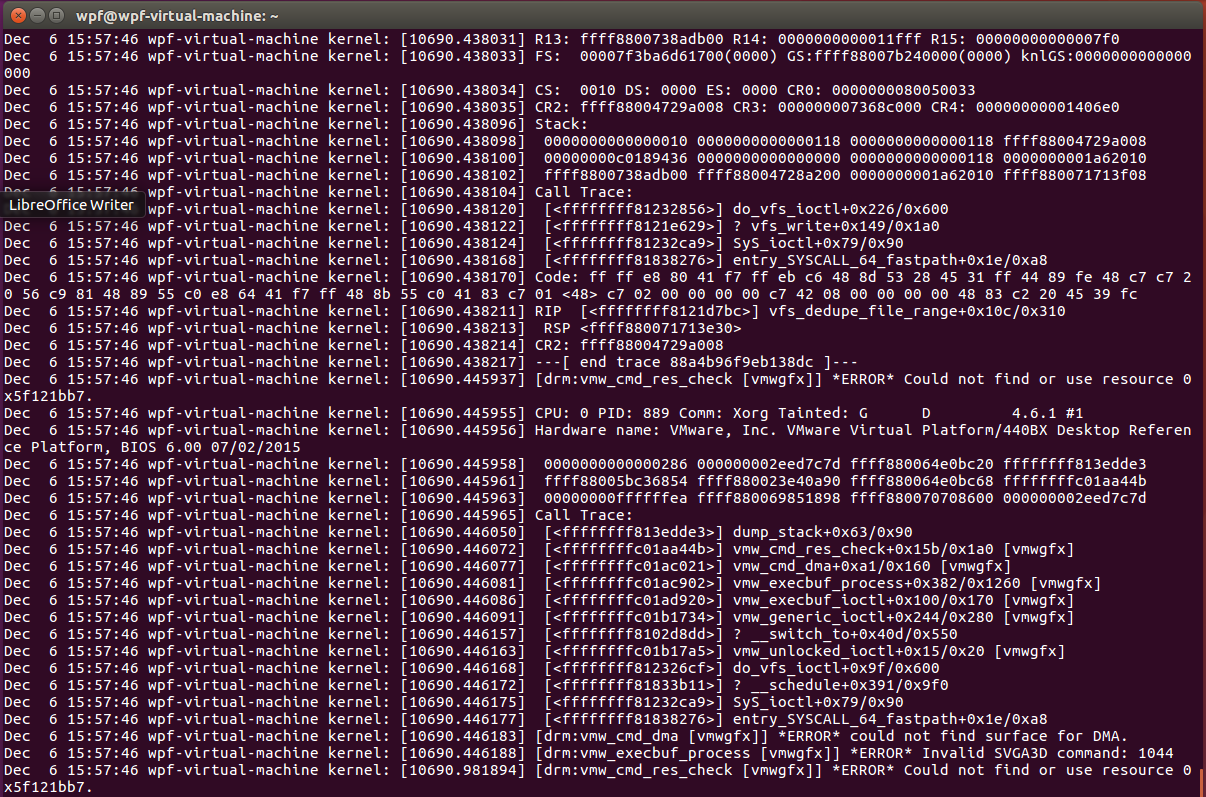 wpf@wpf-virtual-machine: ~
Dec  6 15:57:46 wpf-virtual-machine kernel: [10690.438031] R13: ffff8800738adb00 R14: 0000000000011fff R15: 00000000000007f0
Dec  6 15:57:46 wpf-virtual-machine kernel: [10690.438033] FS:  00007f3ba6d61700(0000) GS:ffff88007b240000(0000) knlGS:0000000000000
000
Dec  6 15:57:46 wpf-virtual-machine kernel: [10690.438034] CS:  0010 DS: 0000 ES: 0000 CR0: 0000000080050033
Dec  6 15:57:46 wpf-virtual-machine kernel: [10690.438035] CR2: ffff88004729a008 CR3: 000000007368c000 CR4: 00000000001406e0
Dec  6 15:57:46 wpf-virtual-machine kernel: [10690.438096] Stack:
Dec  6 15:57:46 wpf-virtual-machine kernel: [10690.438098]  0000000000000010 0000000000000118 0000000000000118 ffff88004729a008
Dec  6 15:57:46 wpf-virtual-machine kernel: [10690.438100]  00000000c0189436 0000000000000000 0000000000000118 0000000001a62010
Dec  6 15:57:46 wpf-virtual-machine kernel: [10690.438102]  ffff8800738adb00 ffff88004728a200 0000000001a62010 ffff880071713f08
Dec  6 15:57:46 wpf-virtual-machine kernel: [10690.438104] Call Trace:
LibreOffice Writer wpf-virtual-machine kernel: [10690.438120]  [<ffffffff81232856>] do_vfs_ioctl+0x226/0x600
Dec  6 15:57:46 wpf-virtual-machine kernel: [10690.438122]  [<ffffffff8121e629>] ? vfs_write+0x149/0x1a0
Dec  6 15:57:46 wpf-virtual-machine kernel: [10690.438124]  [<ffffffff81232ca9>] SyS_ioctl+0x79/0x90
Dec  6 15:57:46 wpf-virtual-machine kernel: [10690.438168]  [<ffffffff81838276>] entry_SYSCALL_64_fastpath+0x1e/0xa8
Dec  6 15:57:46 wpf-virtual-machine kernel: [10690.438170] Code: ff ff e8 80 41 f7 ff eb c6 48 8d 53 28 45 31 ff 44 89 fe 48 c7 c7 2
0 56 c9 81 48 89 55 c0 e8 64 41 f7 ff 48 8b 55 c0 41 83 c7 01 <48> c7 02 00 00 00 00 c7 42 08 00 00 00 00 48 83 c2 20 45 39 fc
Dec  6 15:57:46 wpf-virtual-machine kernel: [10690.438211] RIP  [<ffffffff8121d7bc>] vfs_dedupe_file_range+0x10c/0x310
Dec  6 15:57:46 wpf-virtual-machine kernel: [10690.438213]  RSP <ffff880071713e30>
Dec  6 15:57:46 wpf-virtual-machine kernel: [10690.438214] CR2: ffff88004729a008
Dec  6 15:57:46 wpf-virtual-machine kernel: [10690.438217] ---[ end trace 88a4b96f9eb138dc ]---
Dec  6 15:57:46 wpf-virtual-machine kernel: [10690.445937] [drm:vmw_cmd_res_check [vmwgfx]] *ERROR* Could not find or use resource 0
x5f121bb7.
Dec  6 15:57:46 wpf-virtual-machine kernel: [10690.445955] CPU: 0 PID: 889 Comm: Xorg Tainted: G      D         4.6.1 #1
Dec  6 15:57:46 wpf-virtual-machine kernel: [10690.445956] Hardware name: VMware, Inc. VMware Virtual Platform/440BX Desktop Referen
ce Platform, BIOS 6.00 07/02/2015
Dec  6 15:57:46 wpf-virtual-machine kernel: [10690.445958]  0000000000000286 000000002eed7c7d ffff880064e0bc20 ffffffff813edde3
Dec  6 15:57:46 wpf-virtual-machine kernel: [10690.445961]  ffff88005bc36854 ffff880023e40a90 ffff880064e0bc68 ffffffffc01aa44b
Dec  6 15:57:46 wpf-virtual-machine kernel: [10690.445963]  00000000ffffffea ffff880069851898 ffff880070708600 000000002eed7c7d
Dec  6 15:57:46 wpf-virtual-machine kernel: [10690.445965] Call Trace:
Dec  6 15:57:46 wpf-virtual-machine kernel: [10690.446050]  [<ffffffff813edde3>] dump_stack+0x63/0x90
Dec  6 15:57:46 wpf-virtual-machine kernel: [10690.446072]  [<ffffffffc01aa44b>] vmw_cmd_res_check+0x15b/0x1a0 [vmwgfx]
Dec  6 15:57:46 wpf-virtual-machine kernel: [10690.446077]  [<ffffffffc01ac021>] vmw_cmd_dma+0xa1/0x160 [vmwgfx]
Dec  6 15:57:46 wpf-virtual-machine kernel: [10690.446081]  [<ffffffffc01ac902>] vmw_execbuf_process+0x382/0x1260 [vmwgfx]
Dec  6 15:57:46 wpf-virtual-machine kernel: [10690.446086]  [<ffffffffc01ad920>] vmw_execbuf_ioctl+0x100/0x170 [vmwgfx]
Dec  6 15:57:46 wpf-virtual-machine kernel: [10690.446091]  [<ffffffffc01b1734>] vmw_generic_ioctl+0x244/0x280 [vmwgfx]
Dec  6 15:57:46 wpf-virtual-machine kernel: [10690.446157]  [<ffffffff8102d8dd>] ? __switch_to+0x40d/0x550
Dec  6 15:57:46 wpf-virtual-machine kernel: [10690.446163]  [<ffffffffc01b17a5>] vmw_unlocked_ioctl+0x15/0x20 [vmwgfx]
Dec  6 15:57:46 wpf-virtual-machine kernel: [10690.446168]  [<ffffffff812326cf>] do_vfs_ioctl+0x9f/0x600
Dec  6 15:57:46 wpf-virtual-machine kernel: [10690.446172]  [<ffffffff81833b11>] ? __schedule+0x391/0x9f0
Dec  6 15:57:46 wpf-virtual-machine kernel: [10690.446175]  [<ffffffff81232ca9>] SyS_ioctl+0x79/0x90
Dec  6 15:57:46 wpf-virtual-machine kernel: [10690.446177]  [<ffffffff81838276>] entry_SYSCALL_64_fastpath+0x1e/0xa8
Dec  6 15:57:46 wpf-virtual-machine kernel: [10690.446183] [drm:vmw_cmd_dma [vmwgfx]] *ERROR* could not find surface for DMA.
Dec  6 15:57:46 wpf-virtual-machine kernel: [10690.446188] [drm:vmw_execbuf_process [vmwgfx]] *ERROR* Invalid SVGA3D command: 1044
Dec  6 15:57:46 wpf-virtual-machine kernel: [10690.981894] [drm:vmw_cmd_res_check [vmwgfx]] *ERROR* Could not find or use resource 0
x5f121bb7.